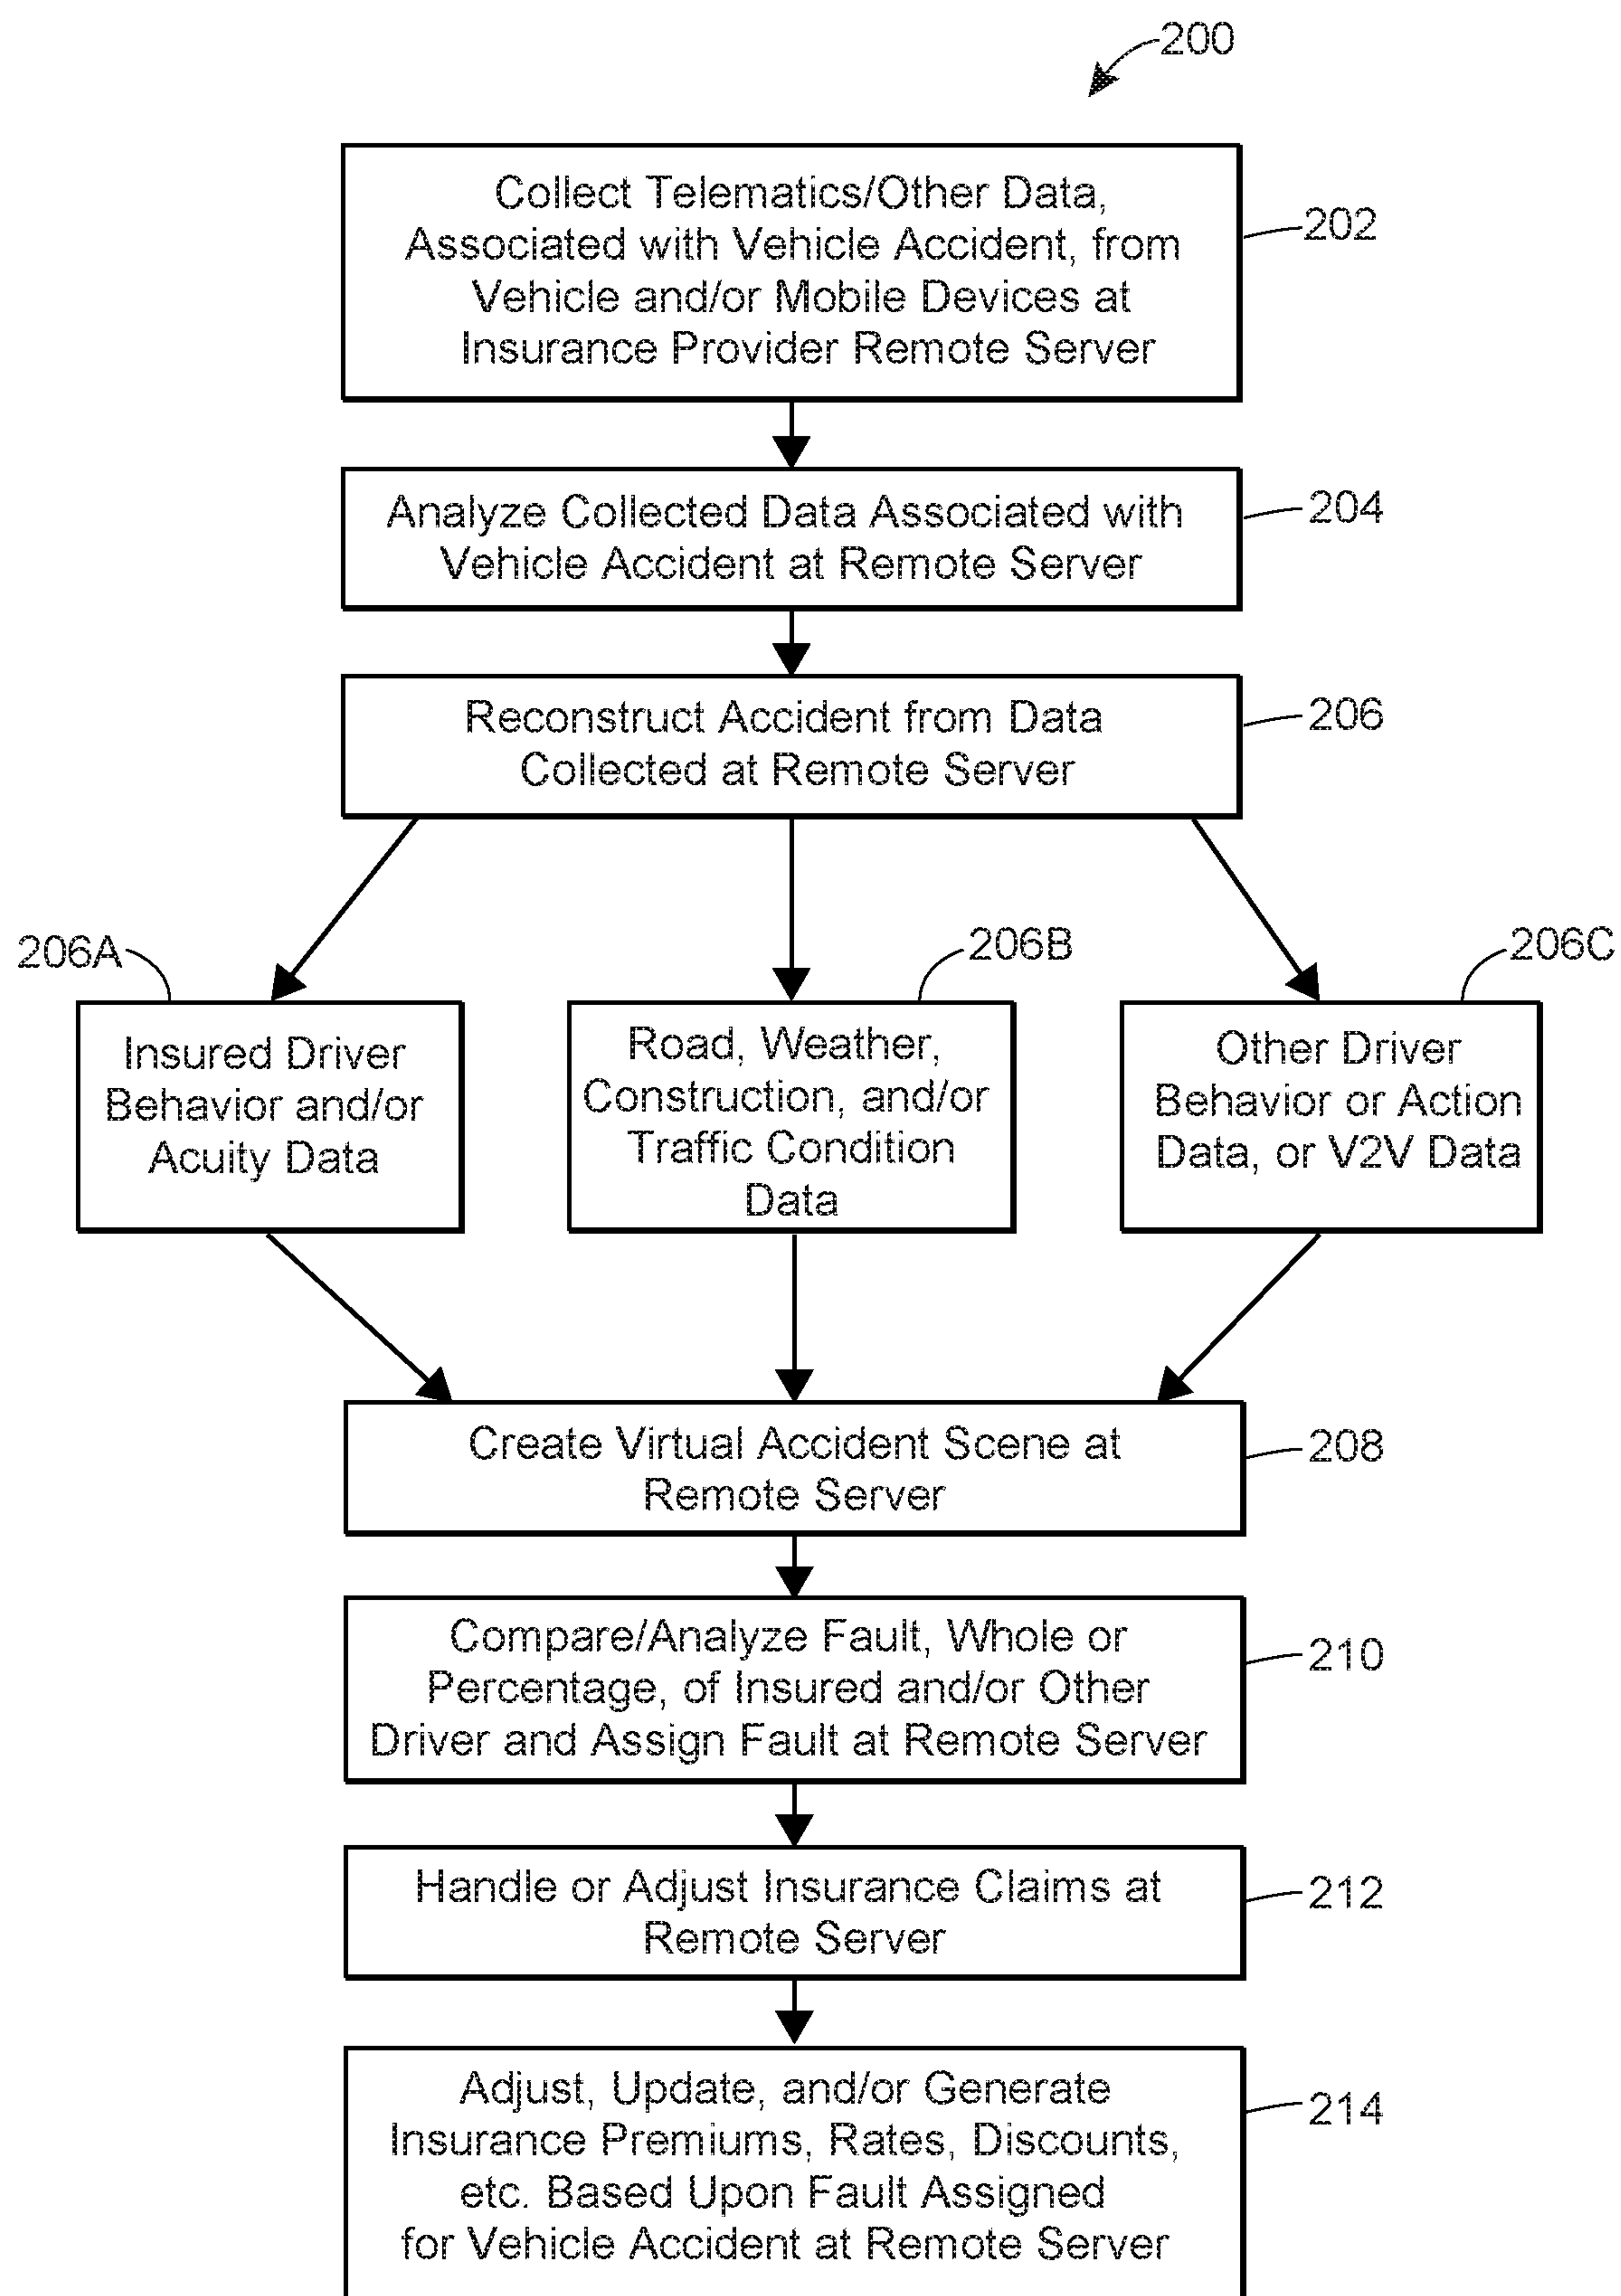 200
Collect Telematics/Other Data,
Associated with Vehicle Accident, from
Vehicle and/or Mobile Devices at
Insurance Provider Remote Server
202
Analyze Collected Data Associated with
Vehicle Accident at Remote Server
204
Reconstruct Accident from Data
Collected at Remote Server
206
206A
Insured Driver
Behavior and/or
Acuity Data
206B
Road, Weather,
Construction, and/or
Traffic Condition
Data
206C
Other Driver
Behavior or Action
Data, or V2V Data
Create Virtual Accident Scene at
Remote Server
208
Compare/Analyze Fault, Whole or
Percentage, of Insured and/or Other
Driver and Assign Fault at Remote Server
210
Handle or Adjust Insurance Claims at
Remote Server
212
Adjust, Update, and/or Generate
Insurance Premiums, Rates, Discounts,
etc. Based Upon Fault Assigned
for Vehicle Accident at Remote Server
214